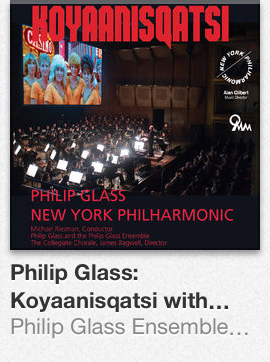 KOYAANISQATSI
CASINO
NEW YORK PHILHARMONIC
Alan Gilbert
Music Director
OMM
PHILIP GLASS
NEW YORK PHILHARMONIC
Michael Riesman, Conductor
Philip Glass and the Philip Glass Ensemble
The Collegiate Chorale, James Bagwell, Director
Philip Glass:
Koyaanisqatsi with...
Philip Glass Ensemble...